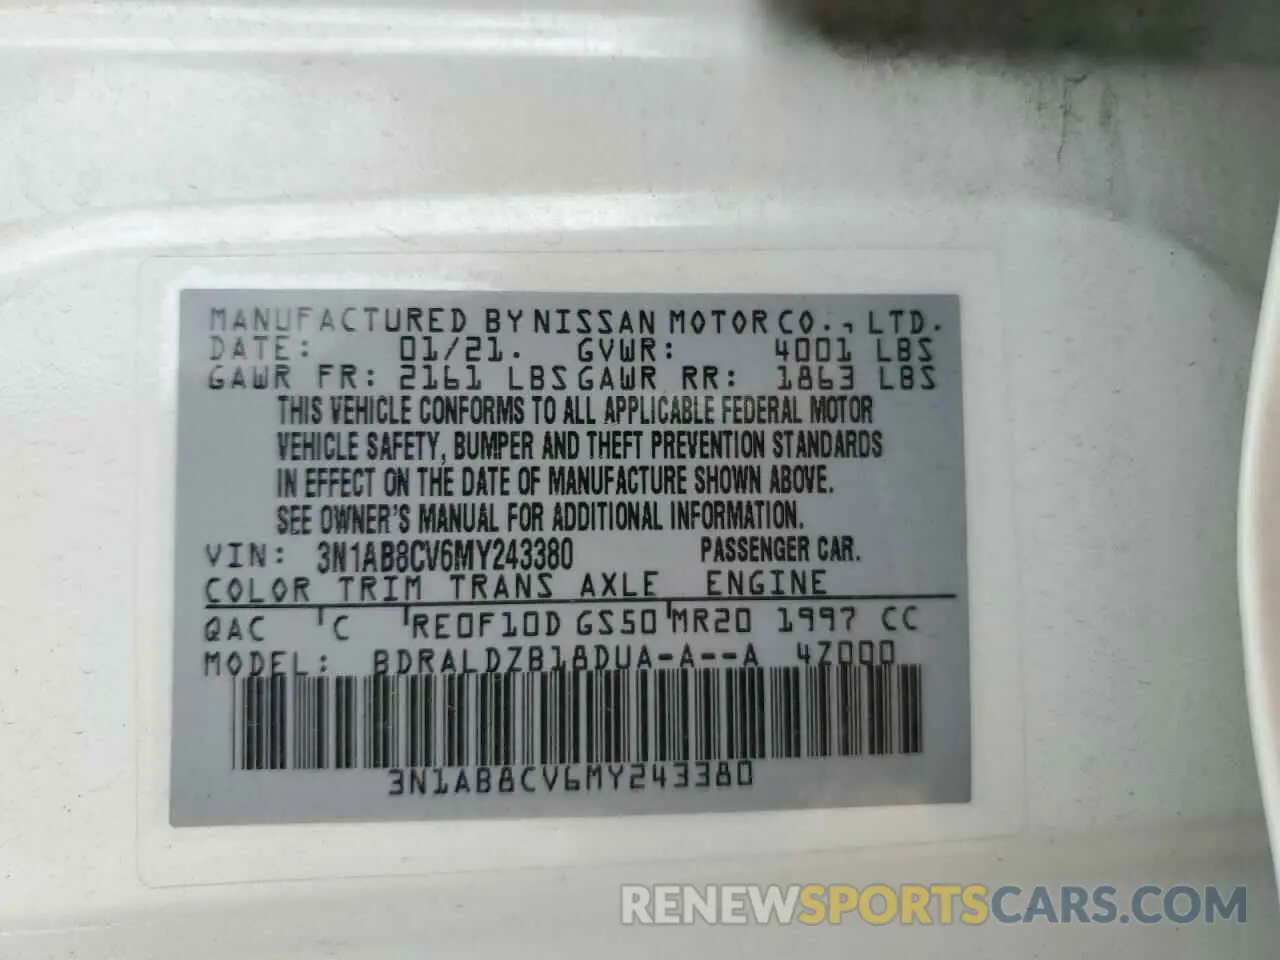 MANUFACTURED BY NISSAN MOTOR CO., LTD.
DATE: 01/21. GVWR: 4001 LBS
GAWR FR: 2161 LBS GAWR RR: 1863 LBS
THIS VEHICLE CONFORMS TO ALL APPLICABLE FEDERAL MOTOR
VEHICLE SAFETY, BUMPER AND THEFT PREVENTION STANDARDS
IN EFFECT ON THE DATE OF MANUFACTURE SHOWN ABOVE.
SEE OWNER'S MANUAL FOR ADDITIONAL INFORMATION.
VIN: 3N1AB8CV6MY243380 PASSENGER CAR.
COLOR TRIM TRANS AXLE ENGINE
QAC C RE0F10D GS50 MR20 1997 CC
MODEL: BDRALDZB18DUA-A--A 4Z000
3N1AB8CV6MY243380
RENEWSPORTSCARS.COM